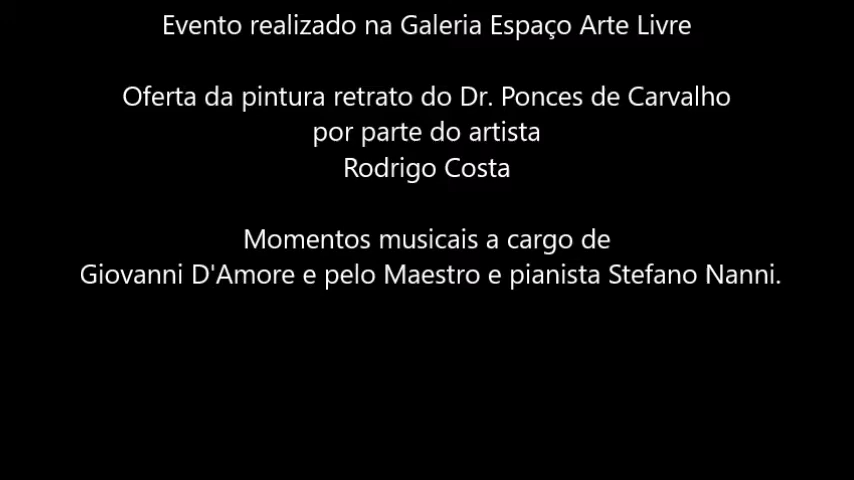 Evento realizado na Galeria Espaço Arte Livre
Oferta da pintura retrato do Dr. Ponces de Carvalho
por parte do artista
Rodrigo Costa
Momentos musicais a cargo de
Giovanni D'Amore e pelo Maestro e pianista Stefano Nanni.